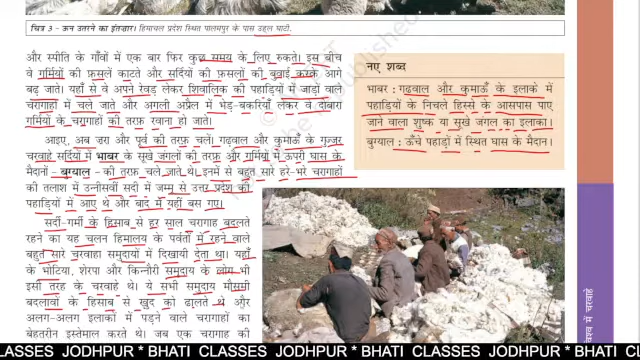 चित्र 3 - ऊन उतरने का इंतज़ार। हिमाचल प्रदेश स्थित पालमपुर के पास उहल घाटी।
और स्पीति के गाँवों में एक बार फिर कुछ समय के लिए रुकते। इस बीच
वे गर्मियों की फ़सलें काटते और सर्दियों की फ़सलों की बुवाई करके आगे
बढ़ जाते। यहाँ से वे अपने रेवड़ लेकर शिवालिक की पहाड़ियों में जाड़ों वाले
चरागाहों में चले जाते और अगली अप्रैल में भेड़-बकरियाँ लेकर वे दोबारा
गर्मियों के चरागाहों की तरफ़ रवाना हो जाते।
आइए, अब ज़रा और पूर्व की तरफ़ चलें। गढ़वाल और कुमाऊँ के गुज्जर
चरवाहे सर्दियों में भाबर के सूखे जंगलों की तरफ़ और गर्मियों में ऊपरी घास के
मैदानों - बुग्याल - की तरफ़ चले जाते थे। इनमें से बहुत सारे हरे-भरे चरागाहों
की तलाश में उन्नीसवीं सदी में जम्मू से उत्तर प्रदेश की
पहाड़ियों में आए थे और बाद में यहीं बस गए।
सर्दी-गर्मी के हिसाब से हर साल चरागाह बदलते
रहने का यह चलन हिमालय के पर्वतों में रहने वाले
बहुत सारे चरवाहा समुदायों में दिखायी देता था। यहाँ
के भोटिया, शेरपा और किन्नौरी समुदाय के लोग भी
इसी तरह के चरवाहे थे। ये सभी समुदाय मौसमी
बदलावों के हिसाब से खुद को ढालते थे और
अलग-अलग इलाकों में पड़ने वाले चरागाहों का
बेहतरीन इस्तेमाल करते थे। जब एक चरागाह की
नए शब्द
भाबर : गढ़वाल और कुमाऊँ के इलाके में
पहाड़ियों के निचले हिस्से के आसपास पाए
जाने वाला शुष्क या सूखे जंगल का इलाका।
बुग्याल : ऊँचे पहाड़ों में स्थित घास के मैदान।
विश्व में चरवाहे
LASSES JODHPUR * BHATI CLASSES JODHPUR * BHATI CLASSES JODHPUR * BHATI